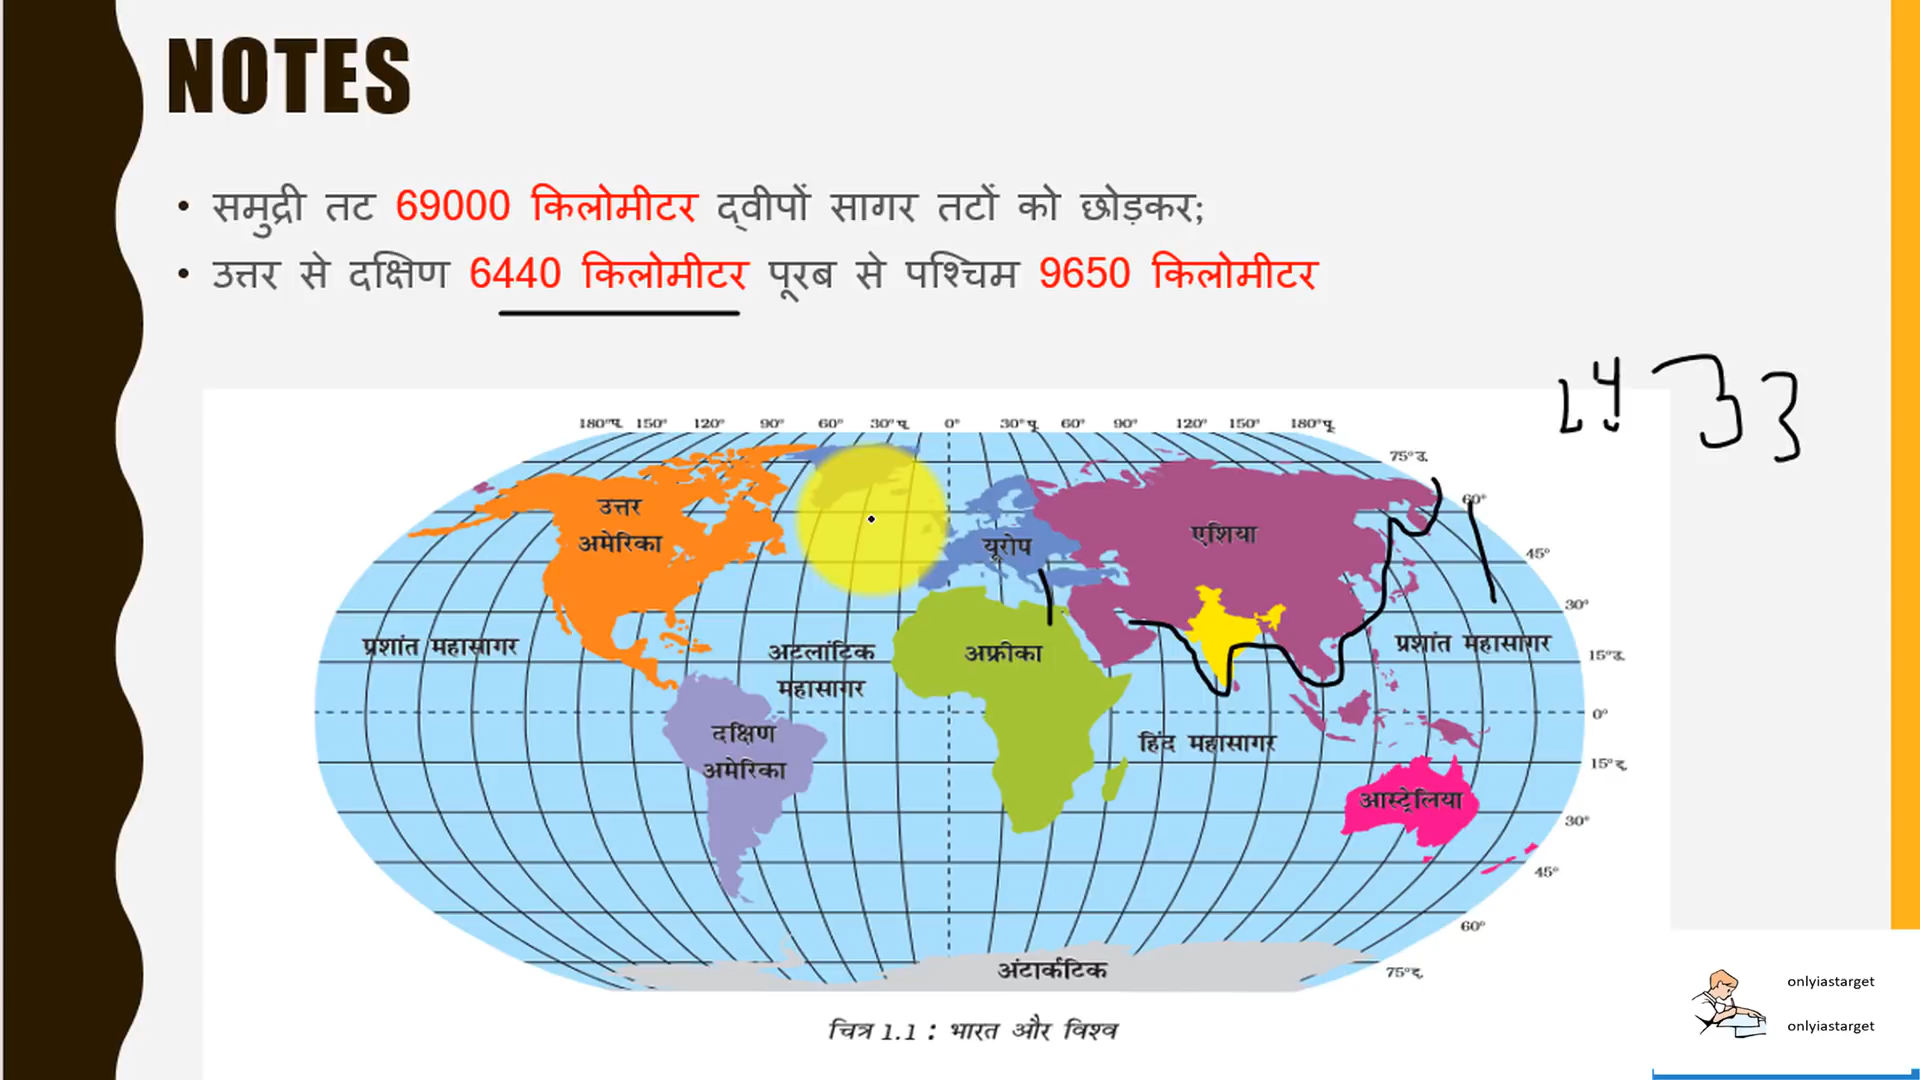 NOTES
• समुद्री तट 69000 किलोमीटर द्वीपों सागर तटों को छोड़कर;
• उत्तर से दक्षिण 6440 किलोमीटर पूरब से पश्चिम 9650 किलोमीटर
180°प. 150° 120° 90° 60° 30°प. 0° 30°पू. 60° 90° 120° 150° 180°पू.
75°उ.
60°
45°
30°
15°उ.
0°
15°द.
30°
45°
60°
75°द.
उत्तर
अमेरिका
यूरोप
एशिया
प्रशांत महासागर
अटलांटिक
महासागर
अफ्रीका
प्रशांत महासागर
दक्षिण
अमेरिका
हिंद महासागर
आस्ट्रेलिया
अंटार्कटिक
चित्र 1.1 : भारत और विश्व
onlyiastarget
onlyiastarget